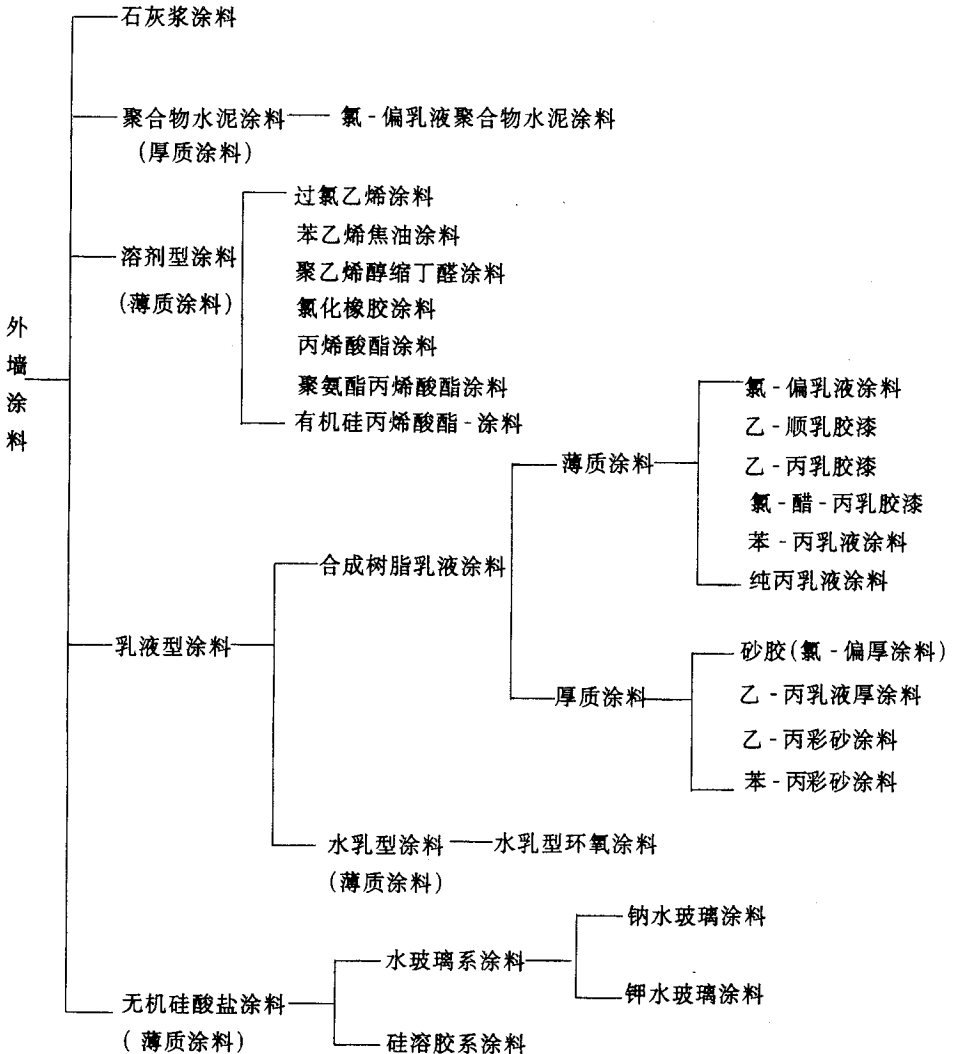 外墙涂料
石灰浆涂料
聚合物水泥涂料
(厚质涂料)
氯-偏乳液聚合物水泥涂料
溶剂型涂料
(薄质涂料)
过氯乙烯涂料
苯乙烯焦油涂料
聚乙烯醇缩丁醛涂料
氯化橡胶涂料
丙烯酸酯涂料
聚氨酯丙烯酸酯涂料
有机硅丙烯酸酯-涂料
乳液型涂料
合成树脂乳液涂料
薄质涂料
氯-偏乳液涂料
乙-顺乳胶漆
乙-丙乳胶漆
氯-醋-丙乳胶漆
苯-丙乳液涂料
纯丙乳液涂料
厚质涂料
砂胶(氯-偏厚涂料)
乙-丙乳液厚涂料
乙-丙彩砂涂料
苯-丙彩砂涂料
水乳型涂料
(薄质涂料)
水乳型环氧涂料
无机硅酸盐涂料
(薄质涂料)
水玻璃系涂料
钠水玻璃涂料
钾水玻璃涂料
硅溶胶系涂料